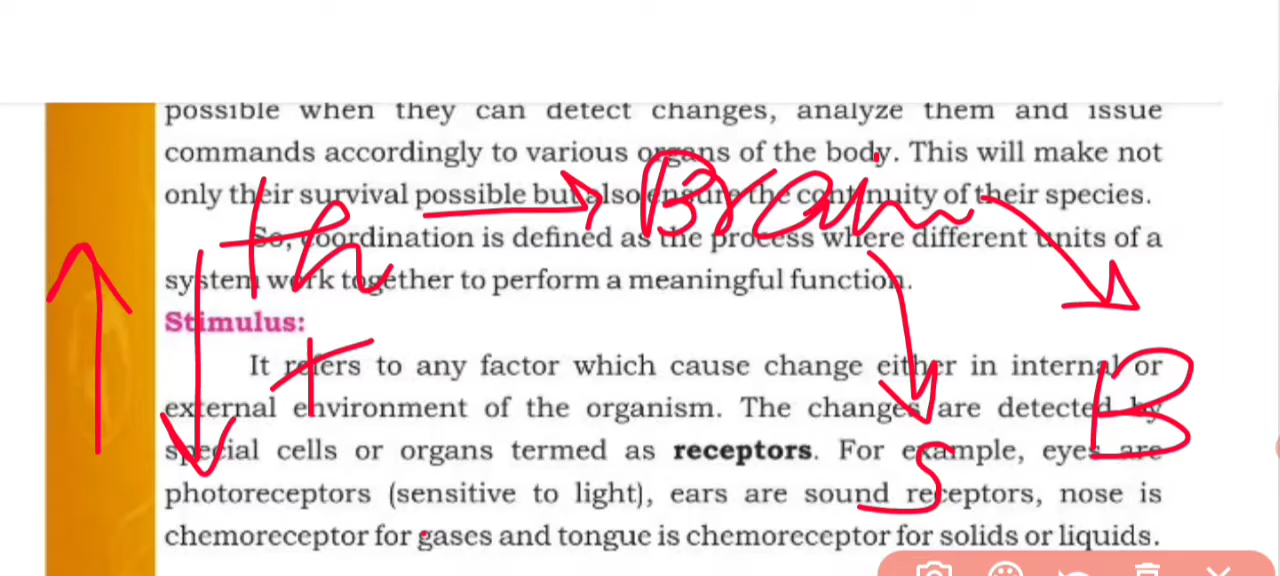 possible when they can detect changes, analyze them and issue
commands accordingly to various organs of the body. This will make not
only their survival possible but also ensure the continuity of their species.
So, coordination is defined as the process where different units of a
system work together to perform a meaningful function.
Stimulus:
It refers to any factor which cause change either in internal or
external environment of the organism. The changes are detected by
special cells or organs termed as receptors. For example, eyes are
photoreceptors (sensitive to light), ears are sound receptors, nose is
chemoreceptor for gases and tongue is chemoreceptor for solids or liquids.
th
Brain
B
S